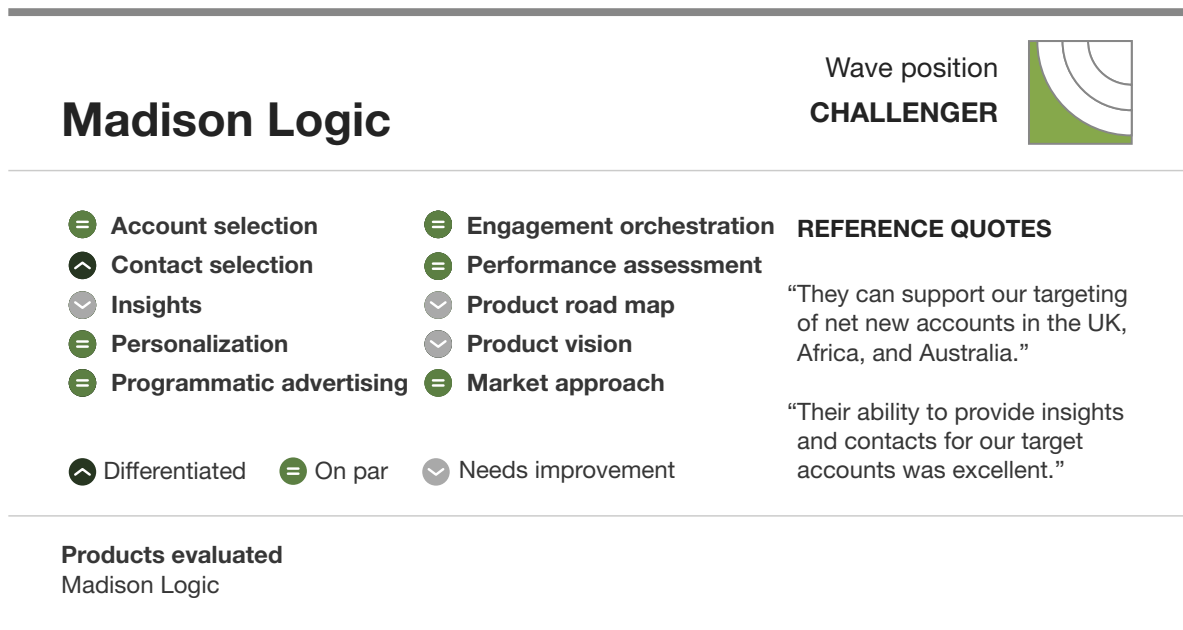 Madison Logic
Wave position
CHALLENGER
Account selection
Contact selection
Insights
Personalization
Programmatic advertising
Engagement orchestration
Performance assessment
Product road map
Product vision
Market approach
Differentiated
On par
Needs improvement
REFERENCE QUOTES
“They can support our targeting
of net new accounts in the UK,
Africa, and Australia.”
“Their ability to provide insights
and contacts for our target
accounts was excellent.”
Products evaluated
Madison Logic